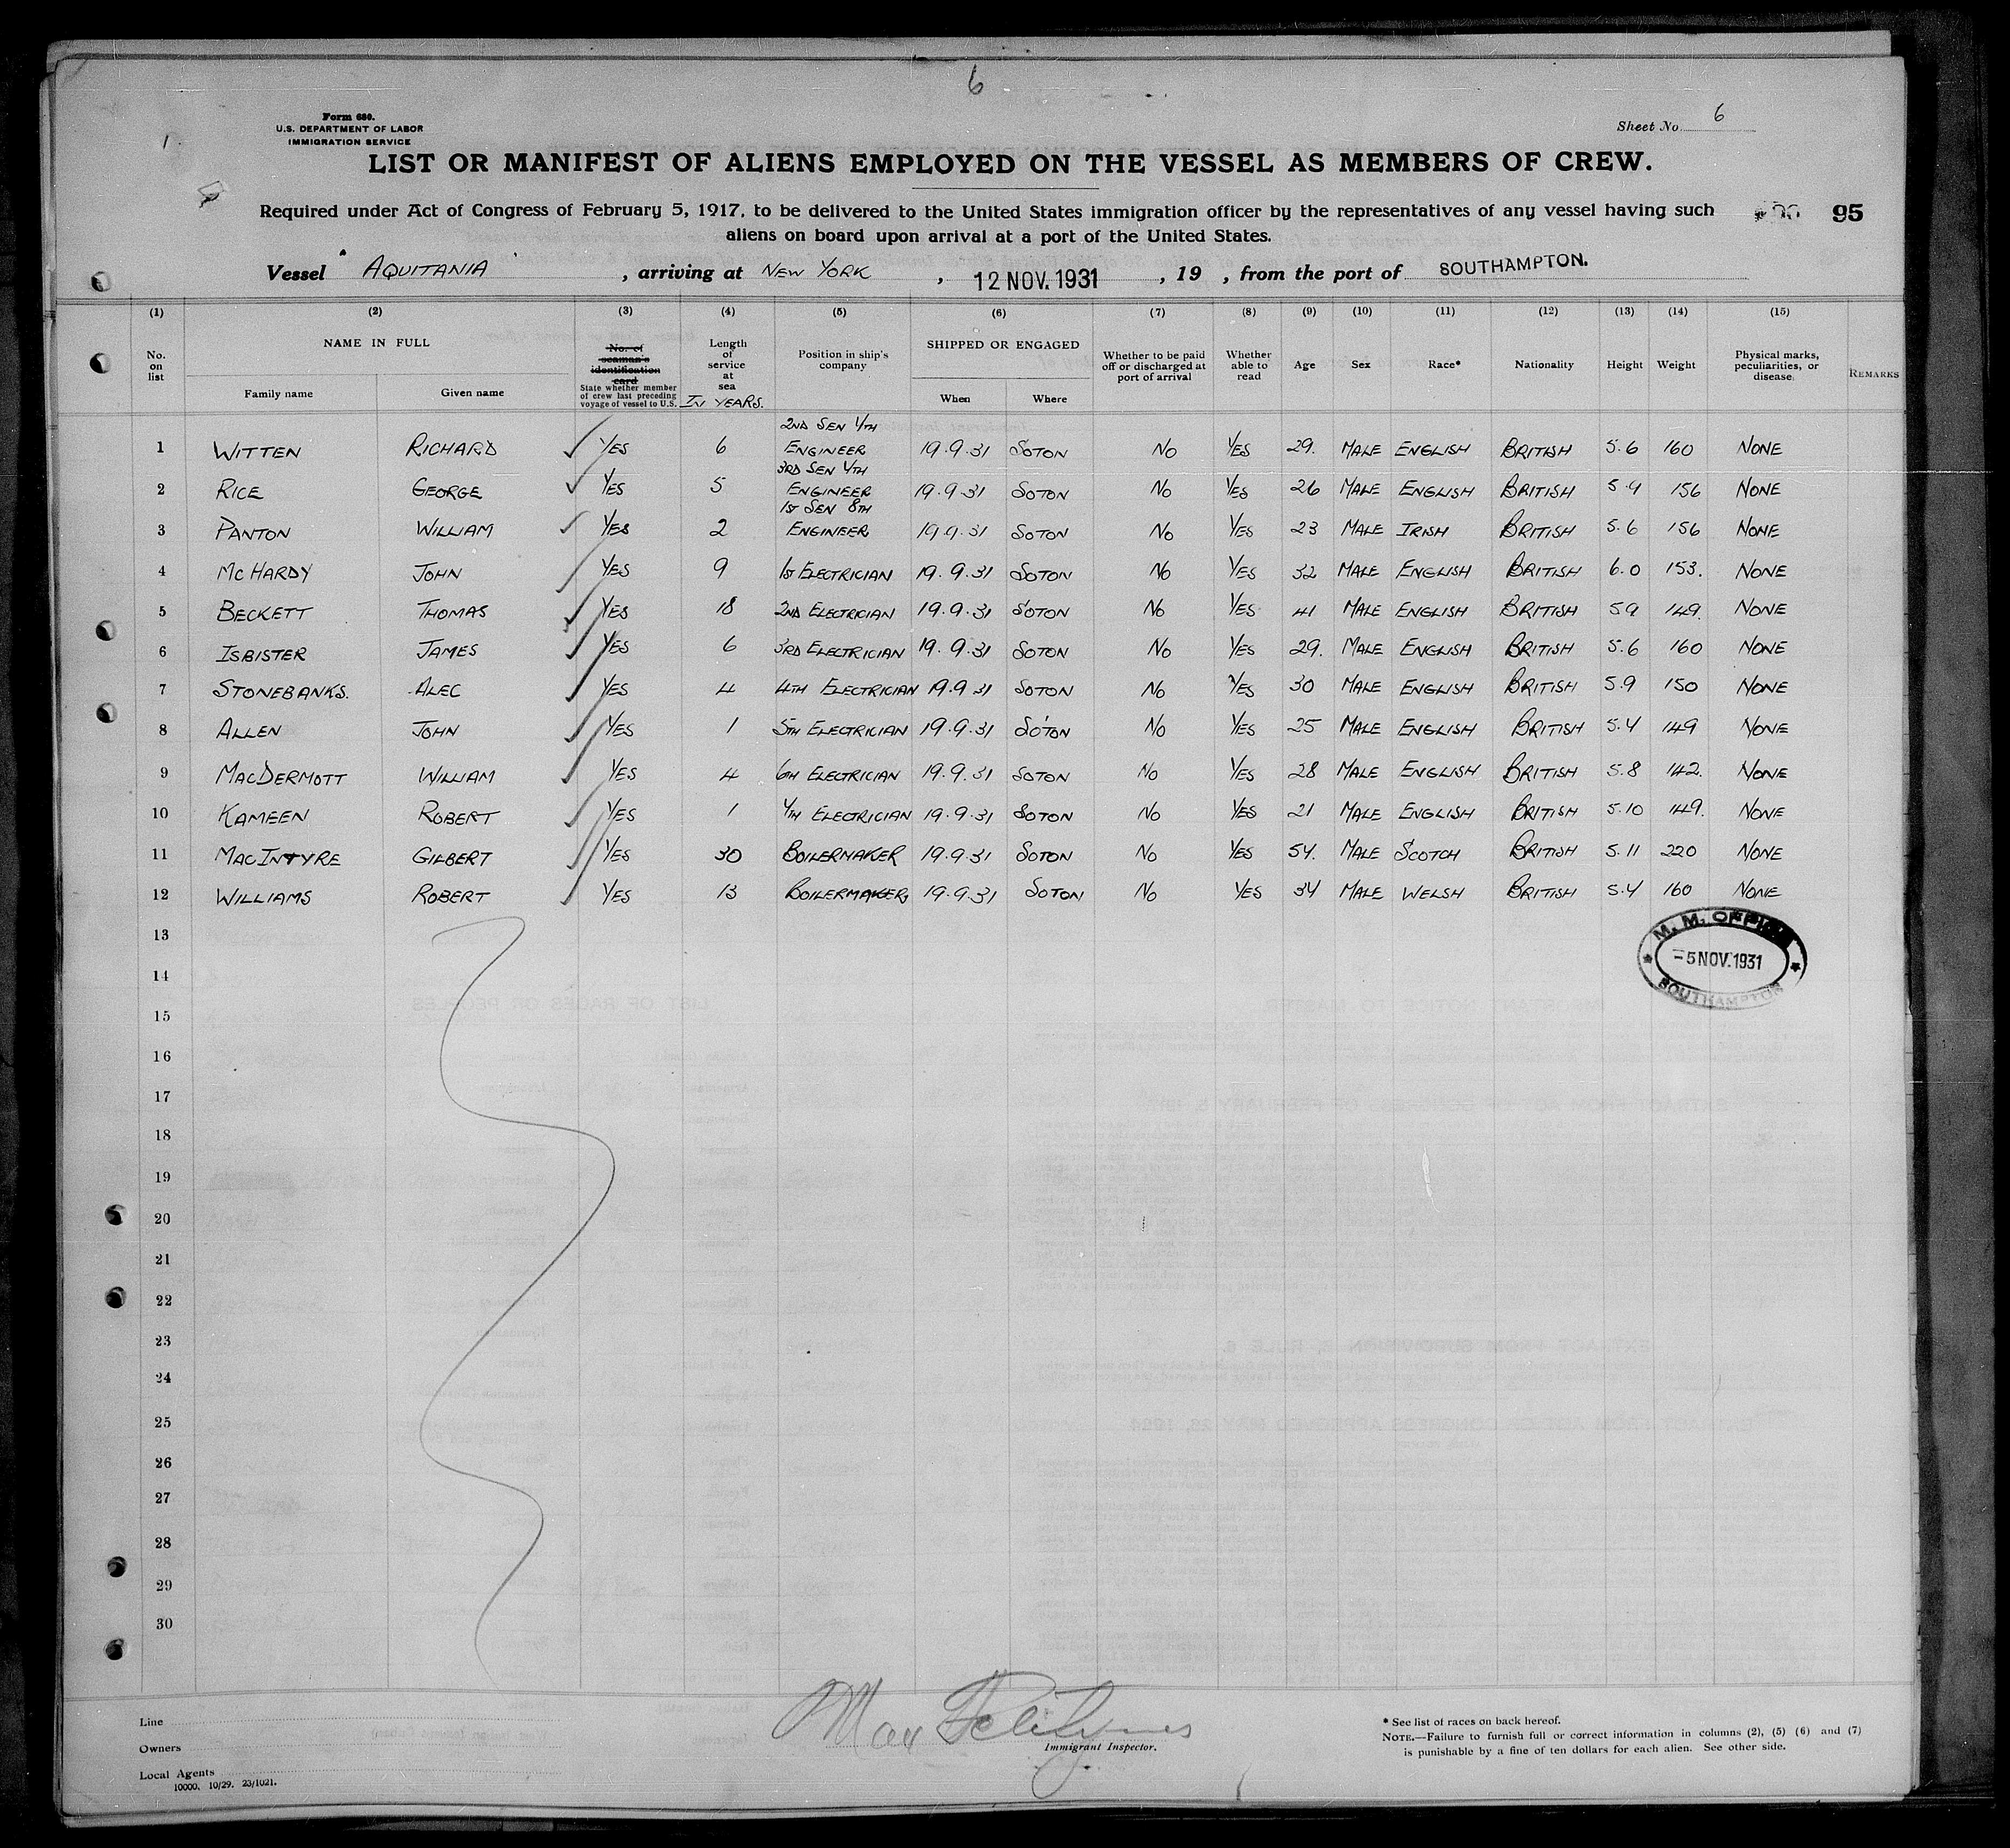 6
Form 680.
U.S. DEPARTMENT OF LABOR
IMMIGRATION SERVICE
1.
Sheet No. 6
LIST OR MANIFEST OF ALIENS EMPLOYED ON THE VESSEL AS MEMBERS OF CREW.
Required under Act of Congress of February 5, 1917, to be delivered to the United States immigration officer by the representatives of any vessel having such
aliens on board upon arrival at a port of the United States.
95
Vessel "AQUITANIA", arriving at NEW YORK, 12 NOV. 1931, 19 , from the port of SOUTHAMPTON.
(1) (2) (3) (4) (5) (6) (7) (8) (9) (10) (11) (12) (13) (14) (15)
No. on list
NAME IN FULL
Family name
Given name
No. of seaman's identification card
State whether member of crew last preceding voyage of vessel to U.S.
Length of service at sea
IN YEARS.
Position in ship's company
SHIPPED OR ENGAGED
When
Where
Whether to be paid off or discharged at port of arrival
Whether able to read
Age
Sex
Race*
Nationality
Height
Weight
Physical marks, peculiarities, or disease
REMARKS
1 WITTEN RICHARD YES 6 2ND SEN 4TH ENGINEER 19.9.31 SOTON NO YES 29. MALE ENGLISH BRITISH 5.6 160 NONE
2 RICE GEORGE YES 5 3RD SEN 4TH ENGINEER 19.9.31 SOTON NO YES 26 MALE ENGLISH BRITISH 5.9 156 NONE
3 PANTON WILLIAM YES 2 1ST SEN 8TH ENGINEER 19.9.31 SOTON NO YES 23 MALE IRISH BRITISH 5.6 156 NONE
4 MCHARDY JOHN YES 9 1ST ELECTRICIAN 19.9.31 SOTON NO YES 32 MALE ENGLISH BRITISH 6.0 153. NONE
5 BECKETT THOMAS YES 18 2ND ELECTRICIAN 19.9.31 SOTON NO YES 41 MALE ENGLISH BRITISH 5.9 149. NONE
6 ISBISTER JAMES YES 6 3RD ELECTRICIAN 19.9.31 SOTON NO YES 29. MALE ENGLISH BRITISH 5.6 160 NONE
7 STONEBANKS. ALEC YES 4 4TH ELECTRICIAN 19.9.31 SOTON NO YES 30 MALE ENGLISH BRITISH 5.9 150 NONE
8 ALLEN JOHN YES 1 5TH ELECTRICIAN 19.9.31 SOTON NO YES 25 MALE ENGLISH BRITISH 5.4 149 NONE
9 MACDERMOTT WILLIAM YES 4 6TH ELECTRICIAN 19.9.31 SOTON NO YES 28 MALE ENGLISH BRITISH 5.8 142. NONE
10 KAMEEN ROBERT YES 1 ELECTRICIAN 19.9.31 SOTON NO YES 21 MALE ENGLISH BRITISH 5.10 149. NONE
11 MACINTYRE GILBERT YES 30 BOILERMAKER 19.9.31 SOTON NO YES 54. MALE SCOTCH BRITISH 5.11 220 NONE
12 WILLIAMS ROBERT YES 13 BOILERMAKER 19.9.31 SOTON NO YES 34 MALE WELSH BRITISH 5.4 160 NONE
M. M. OFFICE
-5 NOV. 1931
SOUTHAMPTON
13
14
15
16
17
18
19
20
21
22
23
24
25
26
27
28
29
30
Line
Owners
Local Agents
10000. 10/29. 23/1021.
Max
Immigrant Inspector.
* See list of races on back hereof.
NOTE.—Failure to furnish full or correct information in columns (2), (5) (6) and (7)
is punishable by a fine of ten dollars for each alien. See other side.